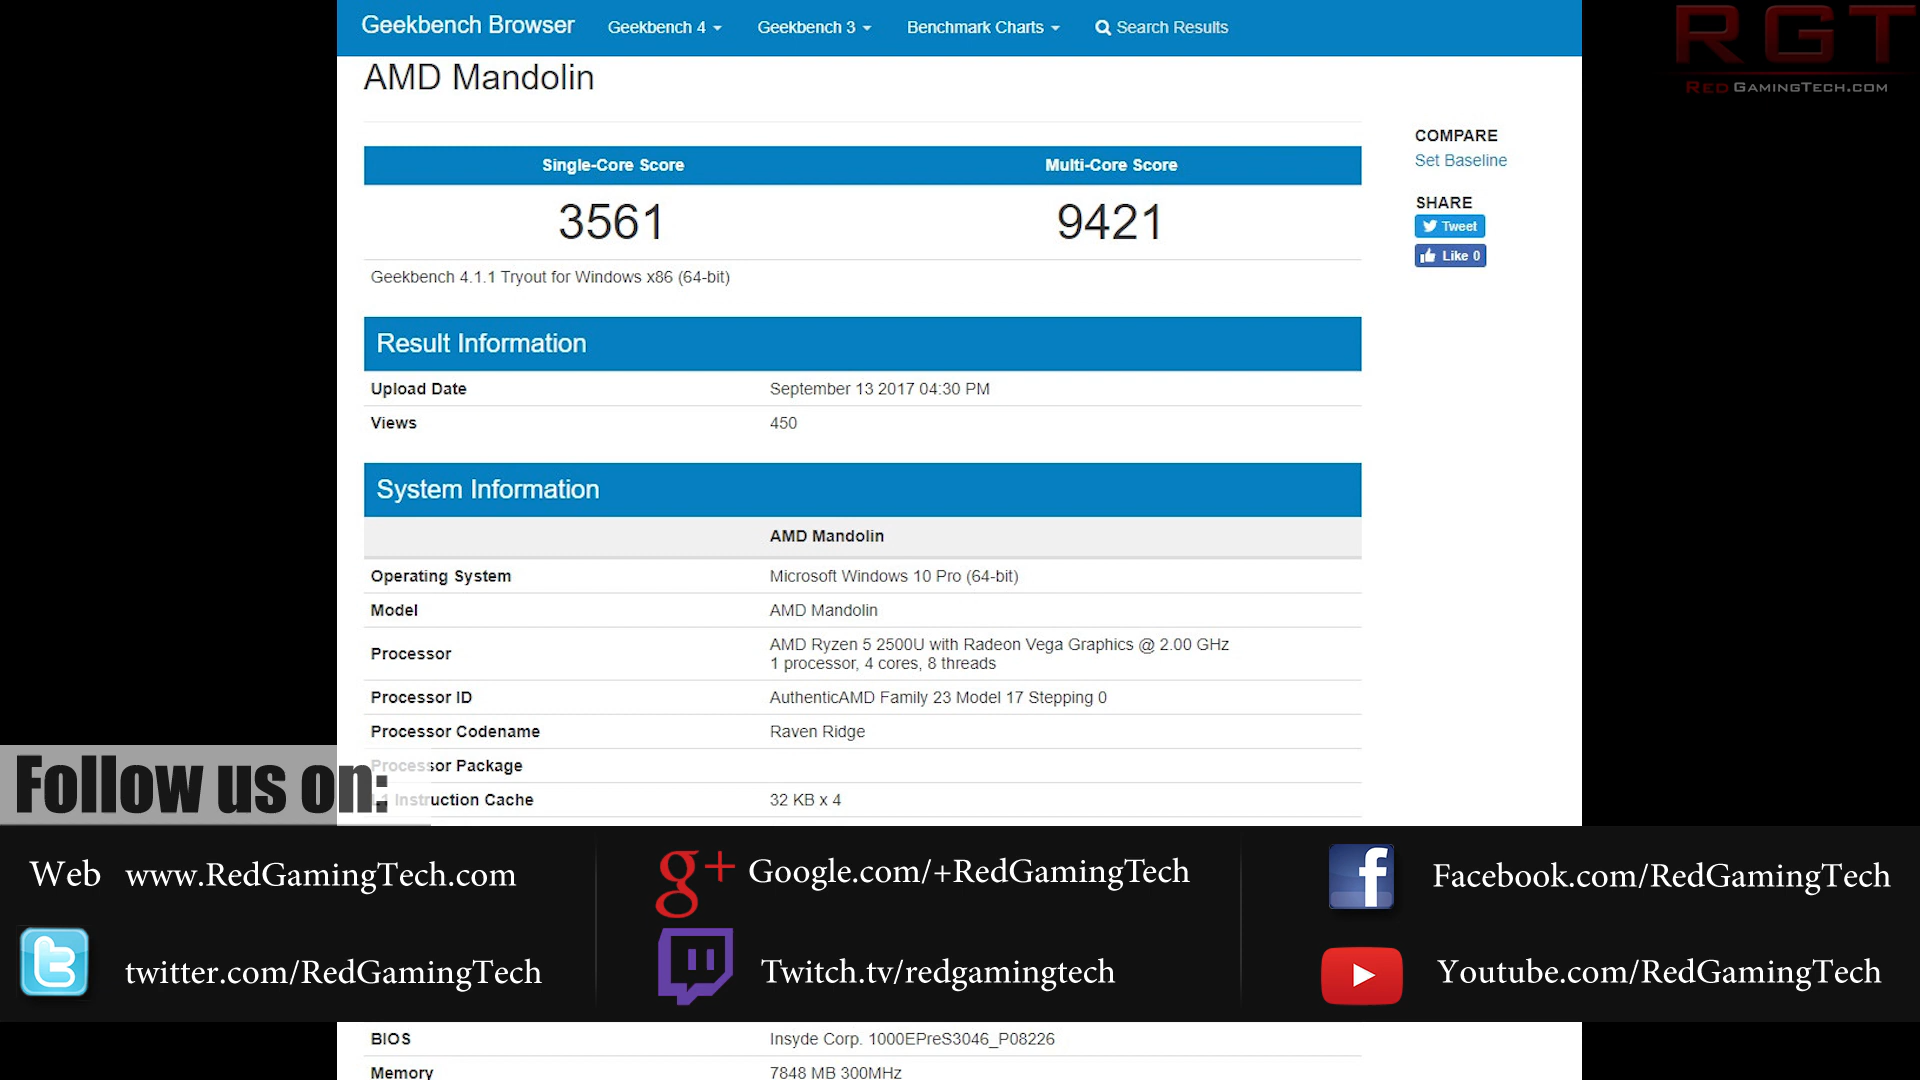 Geekbench Browser Geekbench 4 Geekbench 3 Benchmark Charts Search Results
RGT
RED GAMINGTECH.COM
AMD Mandolin
COMPARE
Set Baseline
SHARE
Tweet
Like 0
Single-Core Score Multi-Core Score
3561 9421
Geekbench 4.1.1 Tryout for Windows x86 (64-bit)
Result Information
Upload Date September 13 2017 04:30 PM
Views 450
System Information
AMD Mandolin
Operating System Microsoft Windows 10 Pro (64-bit)
Model AMD Mandolin
Processor AMD Ryzen 5 2500U with Radeon Vega Graphics @ 2.00 GHz
1 processor, 4 cores, 8 threads
Processor ID AuthenticAMD Family 23 Model 17 Stepping 0
Processor Codename Raven Ridge
Processor Package
L1 Instruction Cache 32 KB x 4
Follow us on:
Web www.RedGamingTech.com
g+ Google.com/+RedGamingTech
Facebook.com/RedGamingTech
twitter.com/RedGamingTech
Twitch.tv/redgamingtech
Youtube.com/RedGamingTech
BIOS Insyde Corp. 1000EPreS3046_P08226
Memory 7848 MB 300MHz